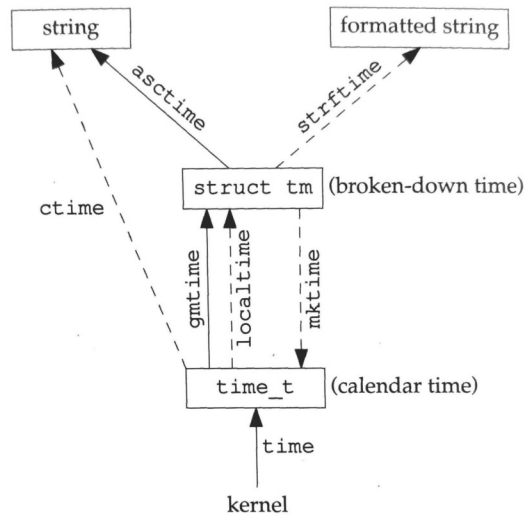 string
formatted string
asctime
strftime
struct tm (broken-down time)
ctime
gmtime
localtime
mktime
time_t (calendar time)
time
kernel